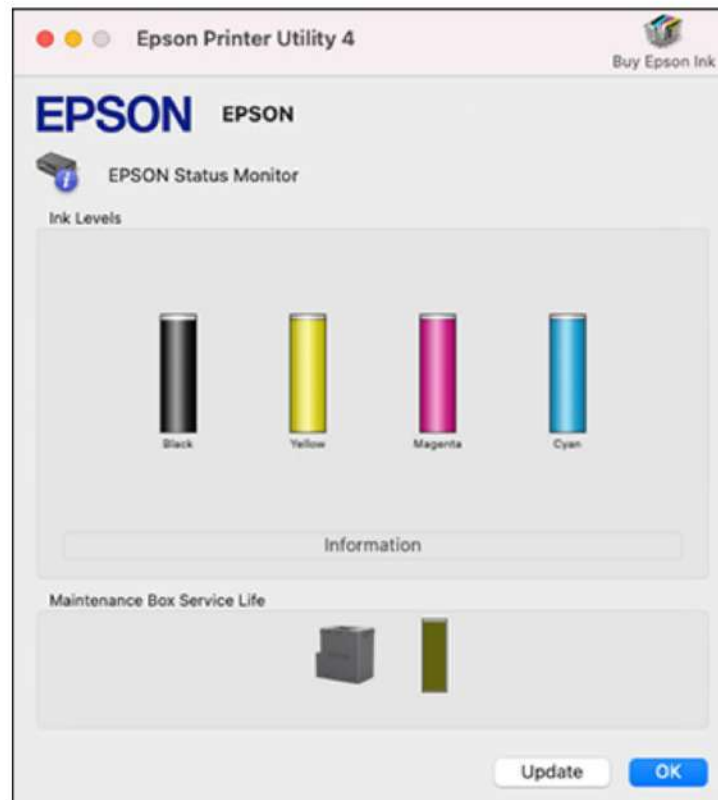 Epson Printer Utility 4
Buy Epson Ink
EPSON EPSON
EPSON Status Monitor
Ink Levels
Black Yellow Magenta Cyan
Information
Maintenance Box Service Life
Update OK